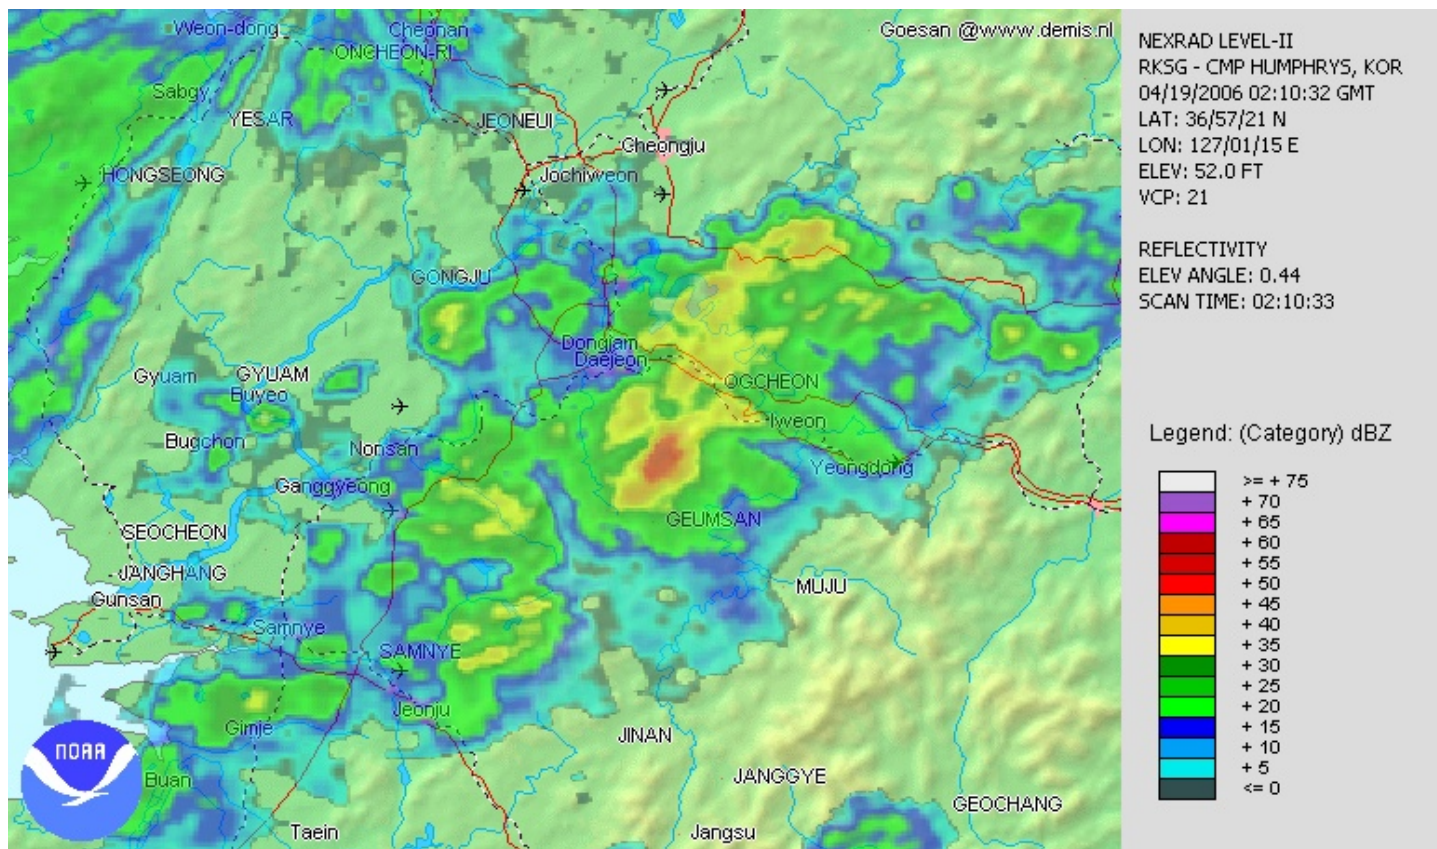 Weon-dong
Cheonan
Goesan @www.demis.nl
ONCHEON-RI
Sabgy
YESAR
JEONEUI
Cheongju
HONGSEONG
Jochiweon
GONGJU
Dongjam
Daejeon
Gyuam
GYUAM
Buyeo
OGCHEON
Iweon
Bugchon
Nonsan
Yeongdong
Ganggyeong
GEUMSAN
SEOCHEON
JANGHANG
MUJU
Gunsan
Samnye
SAMNYE
Jeonju
Gimje
JINAN
NOAA
Buan
JANGGYE
GEOCHANG
Taein
Jangsu
NEXRAD LEVEL-II
RKSG - CMP HUMPHRYS, KOR
04/19/2006 02:10:32 GMT
LAT: 36/57/21 N
LON: 127/01/15 E
ELEV: 52.0 FT
VCP: 21
REFLECTIVITY
ELEV ANGLE: 0.44
SCAN TIME: 02:10:33
Legend: (Category) dBZ
>= + 75
+ 70
+ 65
+ 60
+ 55
+ 50
+ 45
+ 40
+ 35
+ 30
+ 25
+ 20
+ 15
+ 10
+ 5
<= 0